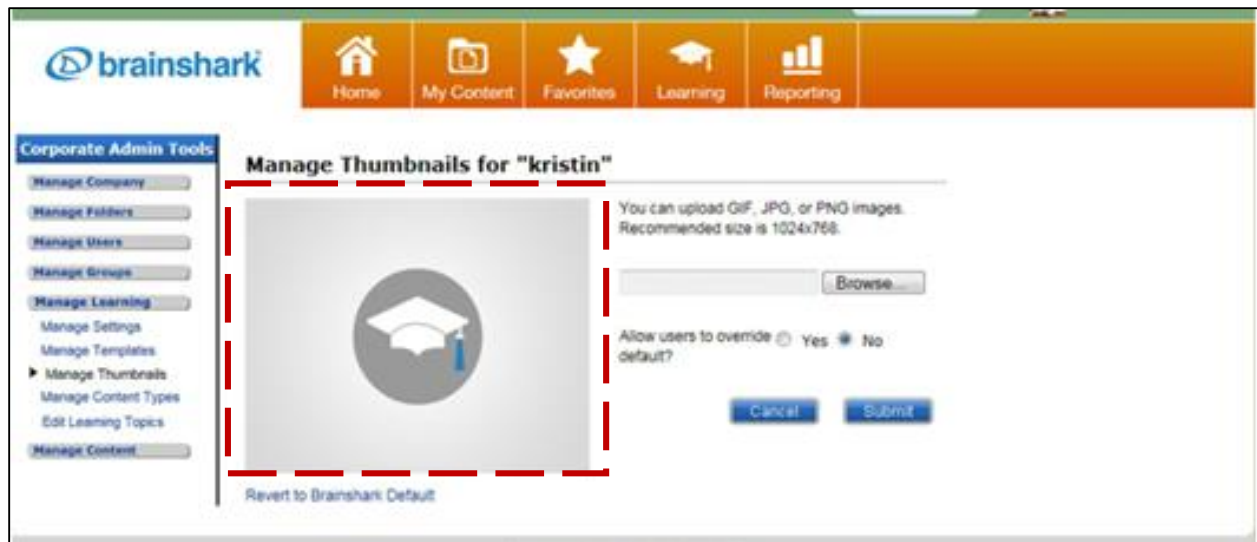 brainshark
Home
My Content
Favorites
Learning
Reporting
Corporate Admin Tools
Manage Company
Manage Folders
Manage Users
Manage Groups
Manage Learning
Manage Settings
Manage Templates
Manage Thumbnails
Manage Content Types
Edit Learning Topics
Manage Content
Manage Thumbnails for "kristin"
You can upload GIF, JPG, or PNG images.
Recommended size is 1024x768.
Browse...
Allow users to override Yes No
default?
Cancel Submit
Revert to Brainshark Default